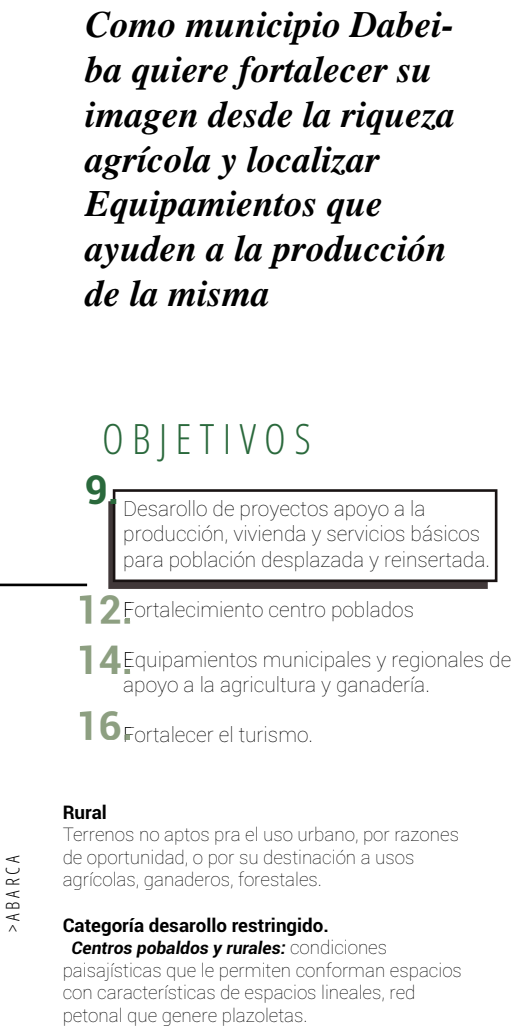 Como municipio Dabei-
ba quiere fortalecer su
imagen desde la riqueza
agrícola y localizar
Equipamientos que
ayuden a la producción
de la misma
OBJETIVOS
9.
Desarollo de proyectos apoyo a la
producción, vivienda y servicios básicos
para población desplazada y reinsertada.
12. Fortalecimiento centro poblados
14. Equipamientos municipales y regionales de
apoyo a la agricultura y ganadería.
16. Fortalecer el turismo.
Rural
Terrenos no aptos pra el uso urbano, por razones
de oportunidad, o por su destinación a usos
agrícolas, ganaderos, forestales.
>ABARCA
Categoría desarollo restringido.
Centros pobaldos y rurales: condiciones
paisajísticas que le permiten conforman espacios
con características de espacios lineales, red
petonal que genere plazoletas.